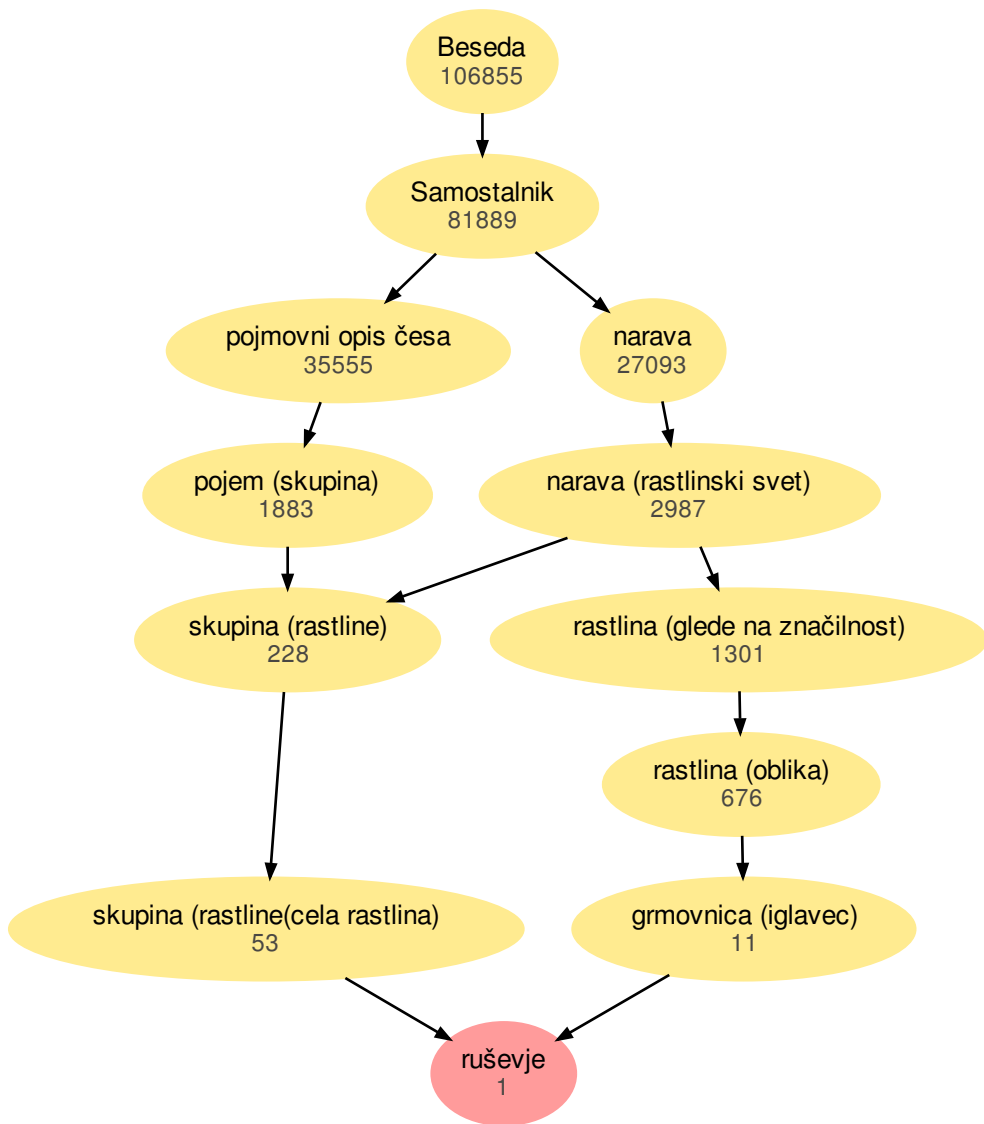 Beseda
106855
Samostalnik
81889
pojmovni opis česa
35555
narava
27093
pojem (skupina)
1883
narava (rastlinski svet)
2987
skupina (rastline)
228
rastlina (glede na značilnost)
1301
rastlina (oblika)
676
skupina (rastline(cela rastlina)
53
grmovnica (iglavec)
11
ruševje
1